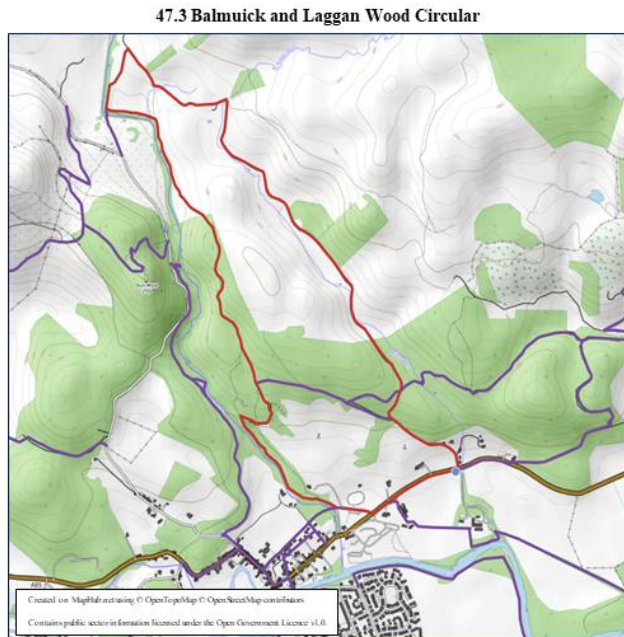 47.3 Balmuick and Laggan Wood Circular
A85
Created on MapHub.net using © OpenTopoMap © OpenStreetMap contributors
Contains public sector information licensed under the Open Government Licence v1.0.